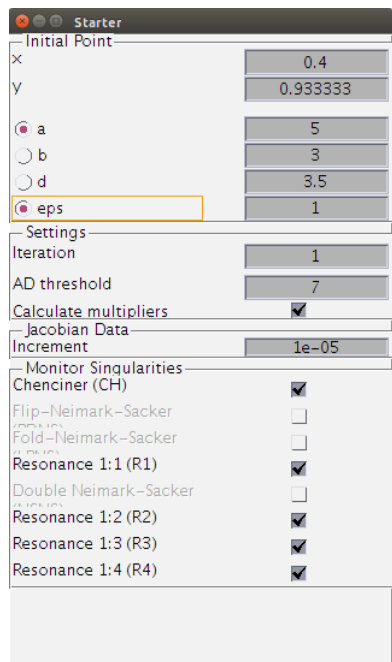 Starter
Initial Point
x 0.4
y 0.933333
a 5
b 3
d 3.5
eps 1
Settings
Iteration 1
AD threshold 7
Calculate multipliers
Jacobian Data
Increment 1e-05
Monitor Singularities
Chenciner (CH)
Flip-Neimark-Sacker
Fold-Neimark-Sacker
Resonance 1:1 (R1)
Double Neimark-Sacker
Resonance 1:2 (R2)
Resonance 1:3 (R3)
Resonance 1:4 (R4)